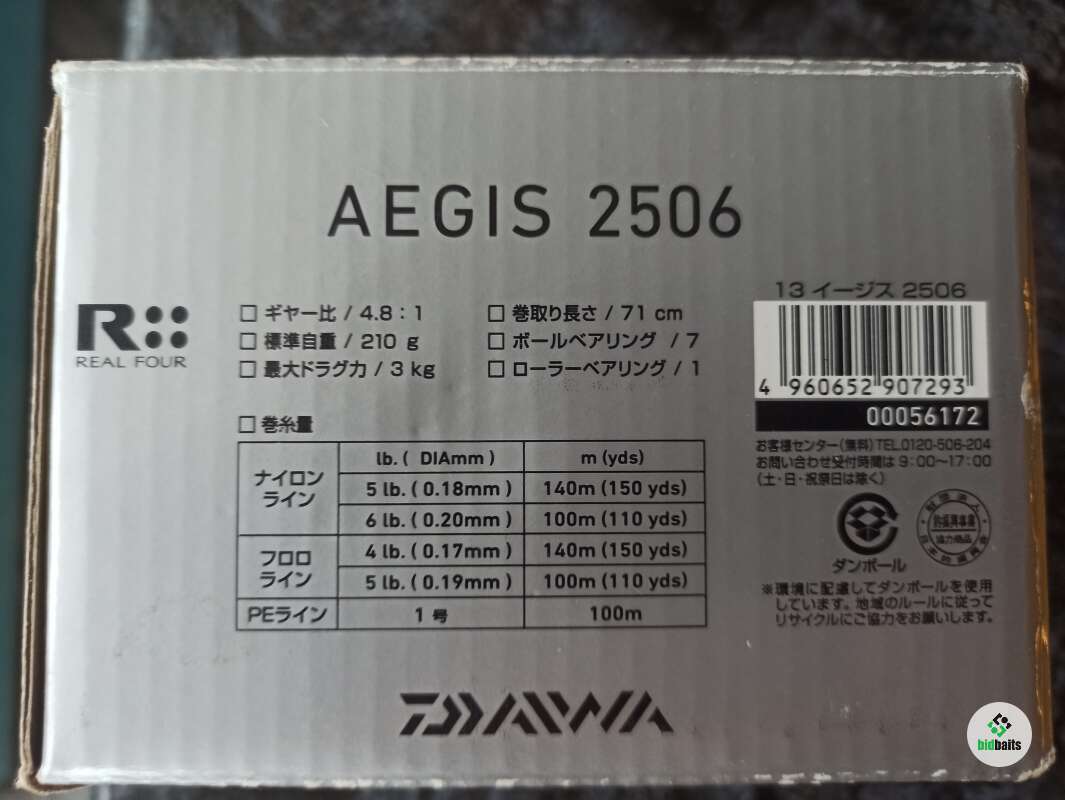 AEGIS 2506
13 イージス 2506
R
REAL FOUR
□ ギヤー比 / 4.8 : 1
□ 標準自重 / 210 g
□ 最大ドラグ力 / 3 kg
□ 巻取り長さ / 71 cm
□ ボールベアリング / 7
□ ローラーベアリング / 1
4 960652 907293
00056172
お客様センター(無料)TEL.0120-506-204
お問い合わせ受付時間は 9:00〜17:00
(土・日・祝祭日は除く)
□ 巻糸量
lb. ( DIAmm ) m (yds)
ナイロンライン
5 lb. ( 0.18mm ) 140m (150 yds)
6 lb. ( 0.20mm ) 100m (110 yds)
フロロライン
4 lb. ( 0.17mm ) 140m (150 yds)
5 lb. ( 0.19mm ) 100m (110 yds)
PEライン 1 号 100m
ダンボール
協力商品
※環境に配慮してダンボールを使用
しています。地域のルールに従って
リサイクルにご協力をお願いします。
DAIWA
bidbaits